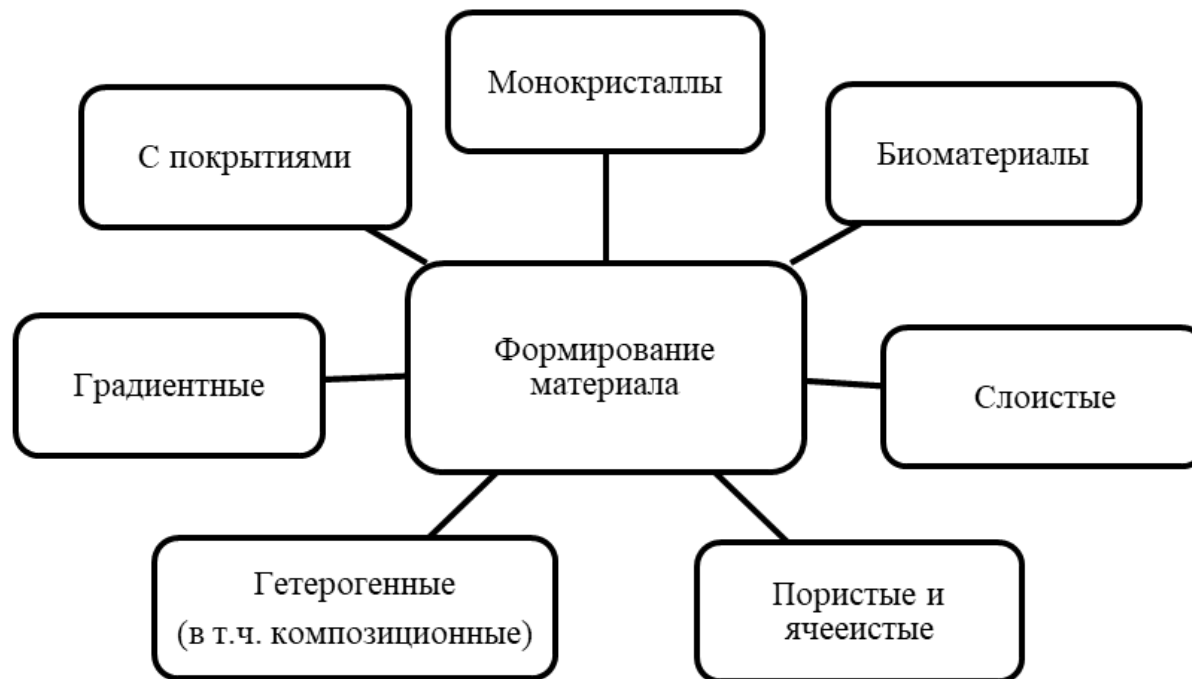 Монокристаллы
С покрытиями
Биоматериалы
Формирование
материала
Градиентные
Слоистые
Гетерогенные
(в т.ч. композиционные)
Пористые и
ячееистые